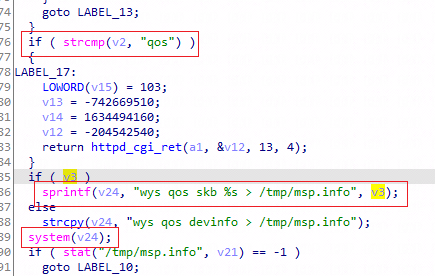 74 goto LABEL_13;
75 }
76 if ( strcmp(v2, "qos") )
77 {
78 LABEL_17:
79 LOWORD(v15) = 103;
80 v13 = -742669510;
81 v14 = 1634494160;
82 v12 = -204542540;
83 return httpd_cgi_ret(a1, &v12, 13, 4);
84 }
85 if ( v3 )
86 sprintf(v24, "wys qos skb %s > /tmp/msp.info", v3);
87 else
88 strcpy(v24, "wys qos devinfo > /tmp/msp.info");
89 system(v24);
90 if ( stat("/tmp/msp.info", v21) == -1 )
91 goto LABEL_10;